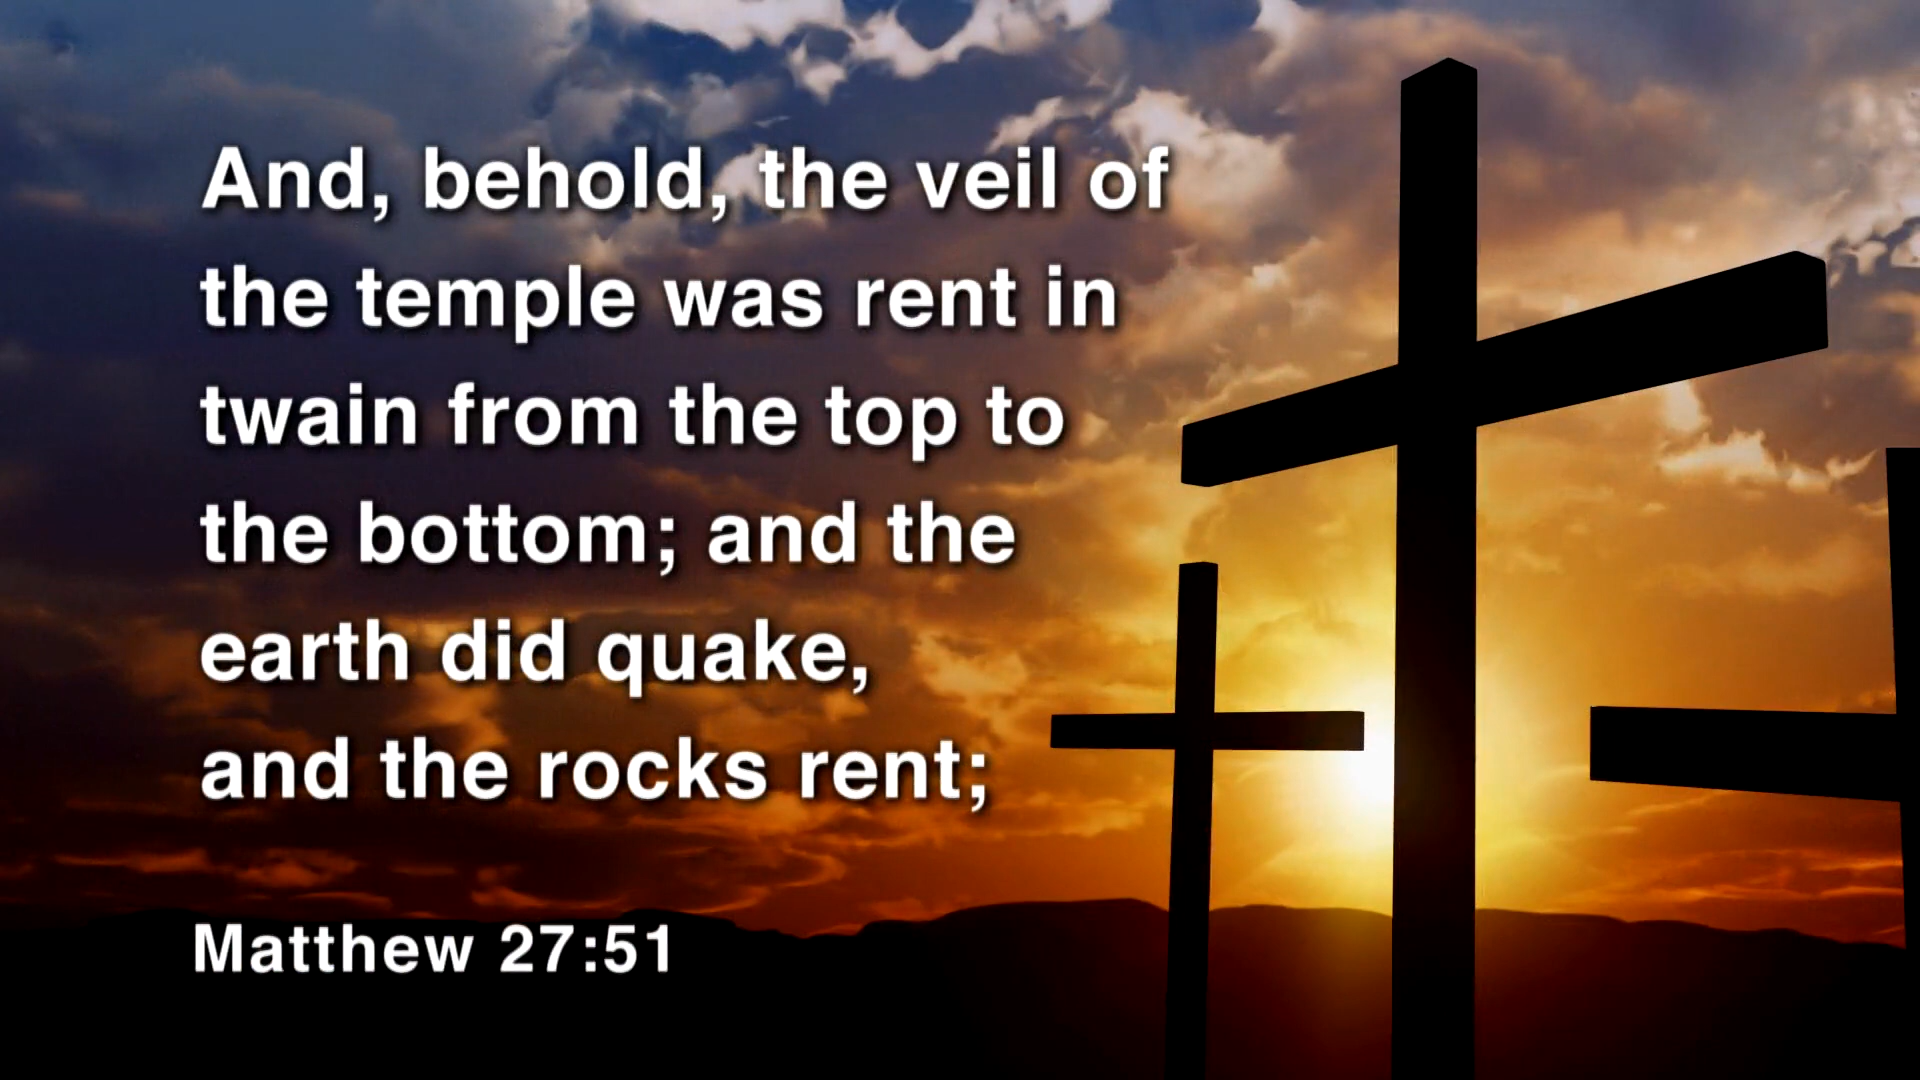 And, behold, the veil of
the temple was rent in
twain from the top to
the bottom; and the
earth did quake,
and the rocks rent;
Matthew 27:51